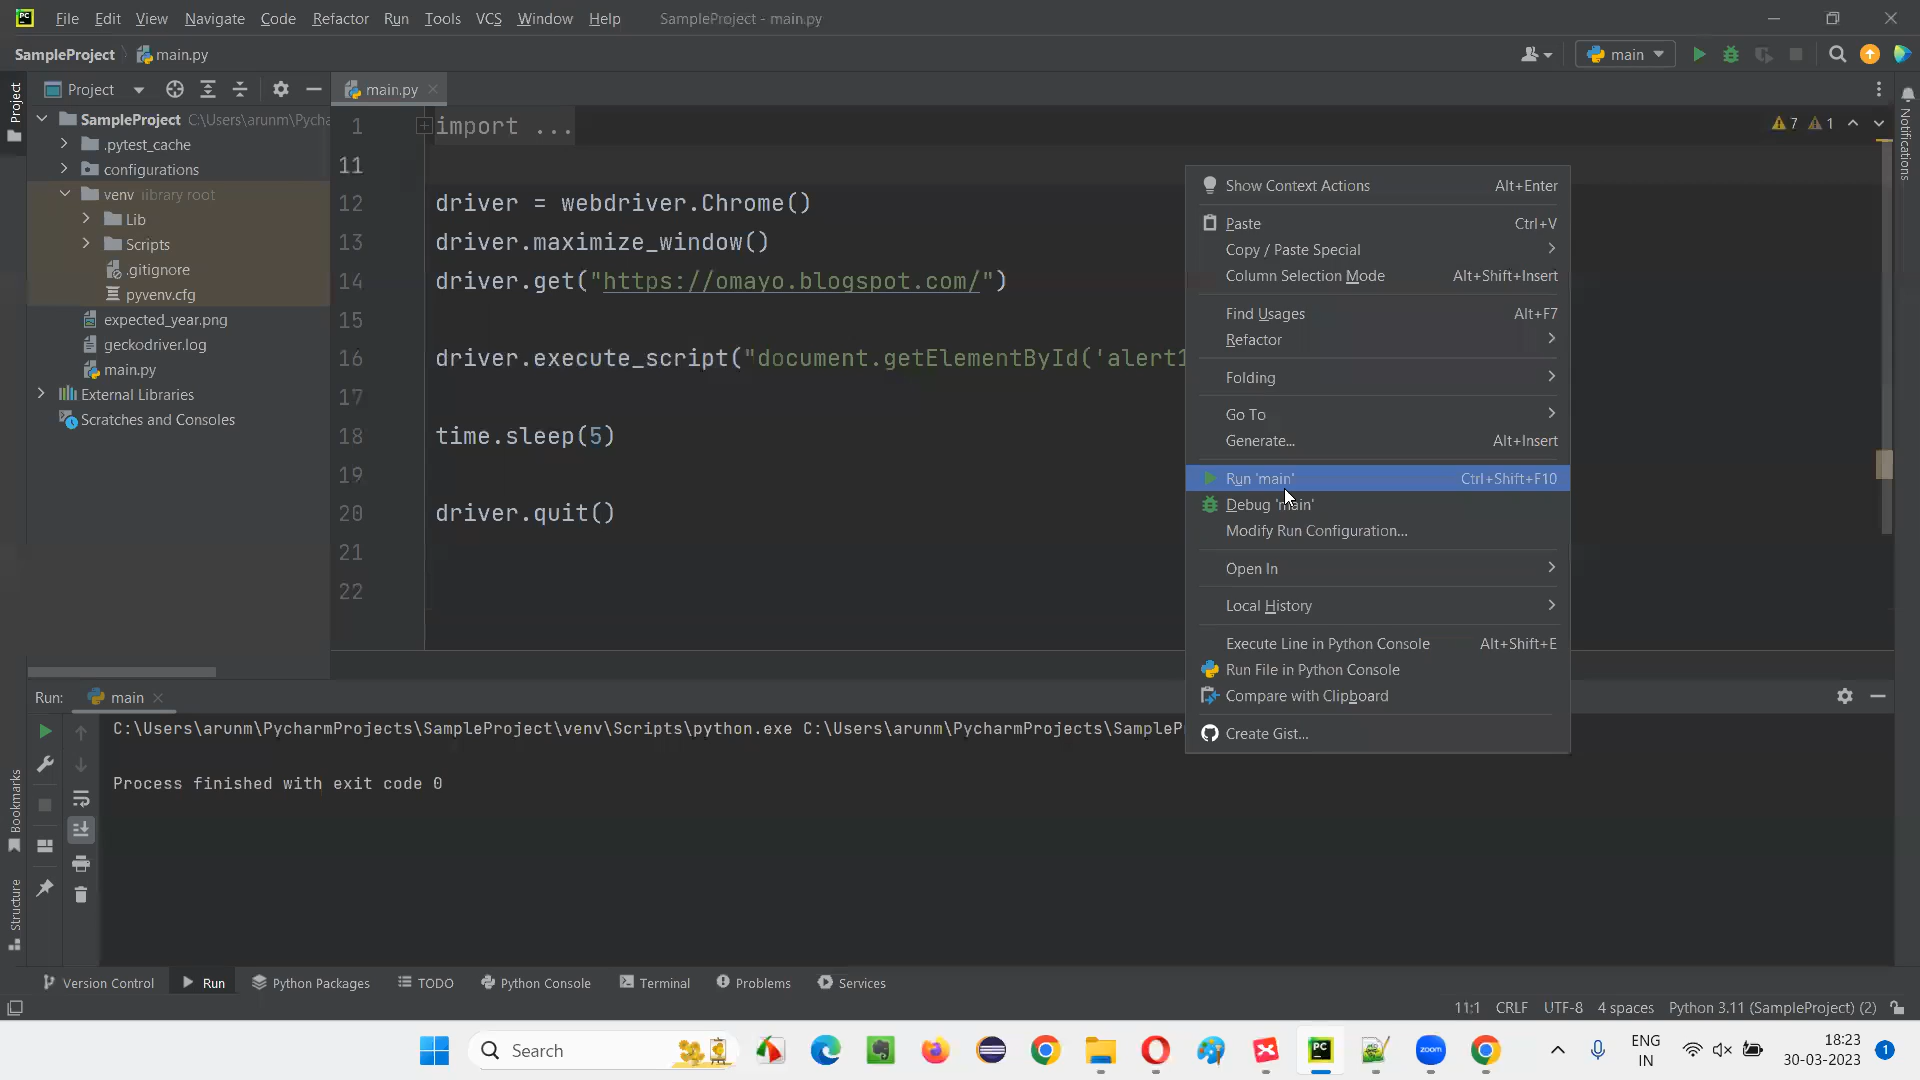 File Edit View Navigate Code Refactor Run Tools VCS Window Help SampleProject - main.py
SampleProject main.py
main
Project
Project
main.py
SampleProject C:\Users\arunm\Pycha
.pytest_cache
configurations
venv library root
Lib
Scripts
.gitignore
pyvenv.cfg
expected_year.png
geckodriver.log
main.py
External Libraries
Scratches and Consoles
1 import ...
11
12 driver = webdriver.Chrome()
13 driver.maximize_window()
14 driver.get("https://omayo.blogspot.com/")
15
16 driver.execute_script("document.getElementById('alert1
17
18 time.sleep(5)
19
20 driver.quit()
21
22
7 1
Notifications
Show Context Actions Alt+Enter
Paste Ctrl+V
Copy / Paste Special
Column Selection Mode Alt+Shift+Insert
Find Usages Alt+F7
Refactor
Folding
Go To
Generate... Alt+Insert
Run 'main' Ctrl+Shift+F10
Debug 'main'
Modify Run Configuration...
Open In
Local History
Execute Line in Python Console Alt+Shift+E
Run File in Python Console
Compare with Clipboard
Create Gist...
Run: main
C:\Users\arunm\PycharmProjects\SampleProject\venv\Scripts\python.exe C:\Users\arunm\PycharmProjects\SampleP
Process finished with exit code 0
Bookmarks
Structure
Version Control Run Python Packages TODO Python Console Terminal Problems Services
11:1 CRLF UTF-8 4 spaces Python 3.11 (SampleProject) (2)
Search
PC
zoom
ENG
IN
18:23
30-03-2023
1